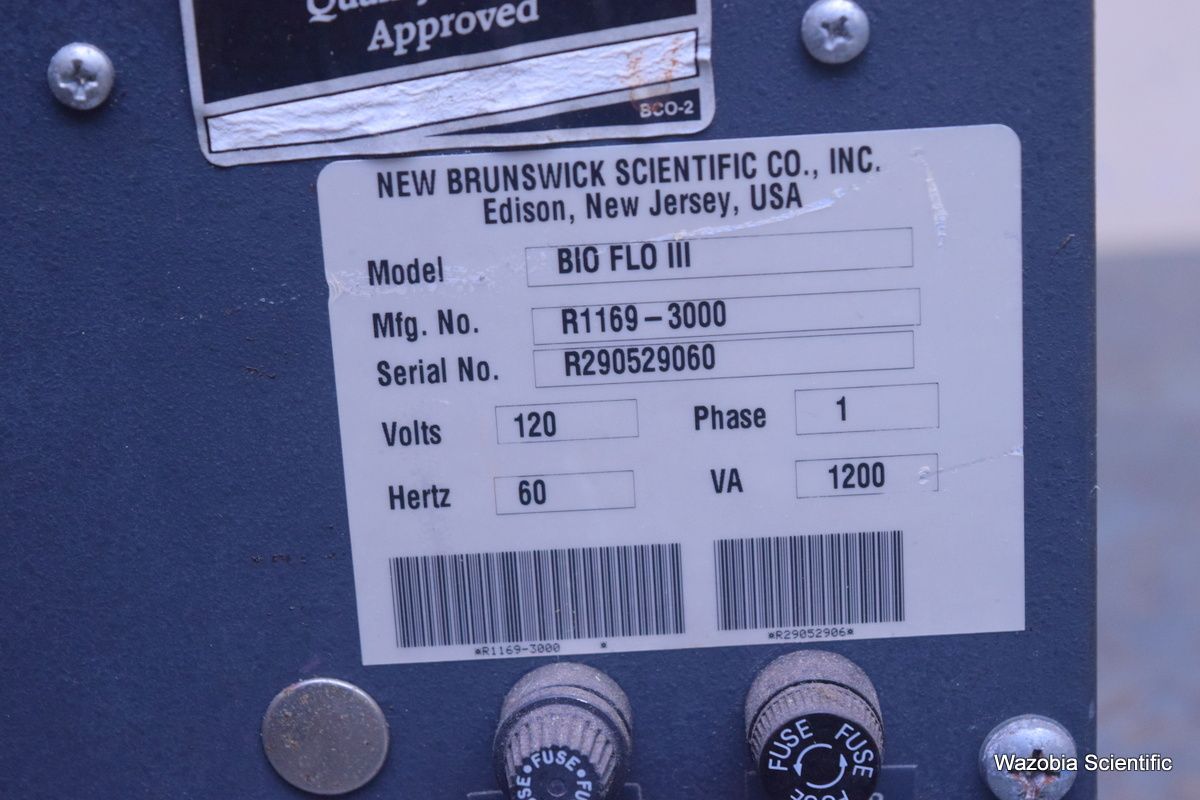 Approved
BCO-2
NEW BRUNSWICK SCIENTIFIC CO., INC.
Edison, New Jersey, USA
Model BIO FLO III
Mfg. No. R1169-3000
Serial No. R290529060
Volts 120 Phase 1
Hertz 60 VA 1200
*R1169-3000 *
*R29052906*
FUSE FUSE
FUSE
Wazobia Scientific